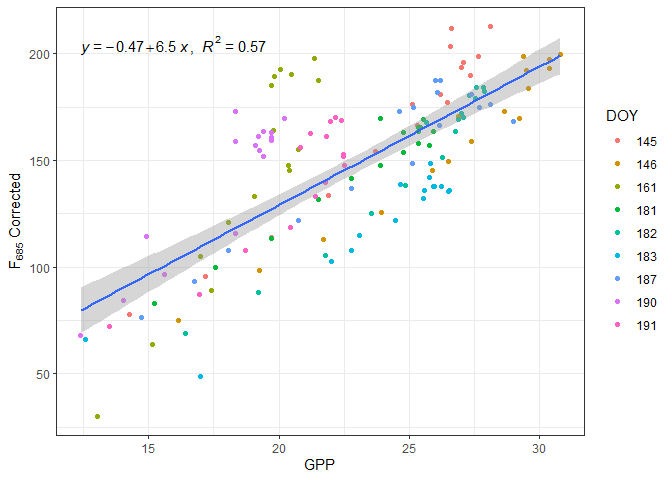 y = −0.47+6.5 x, R² = 0.57
200
150
100
50
F₆₈₅ Corrected
15 20 25 30
GPP
DOY
145
146
161
181
182
183
187
190
191